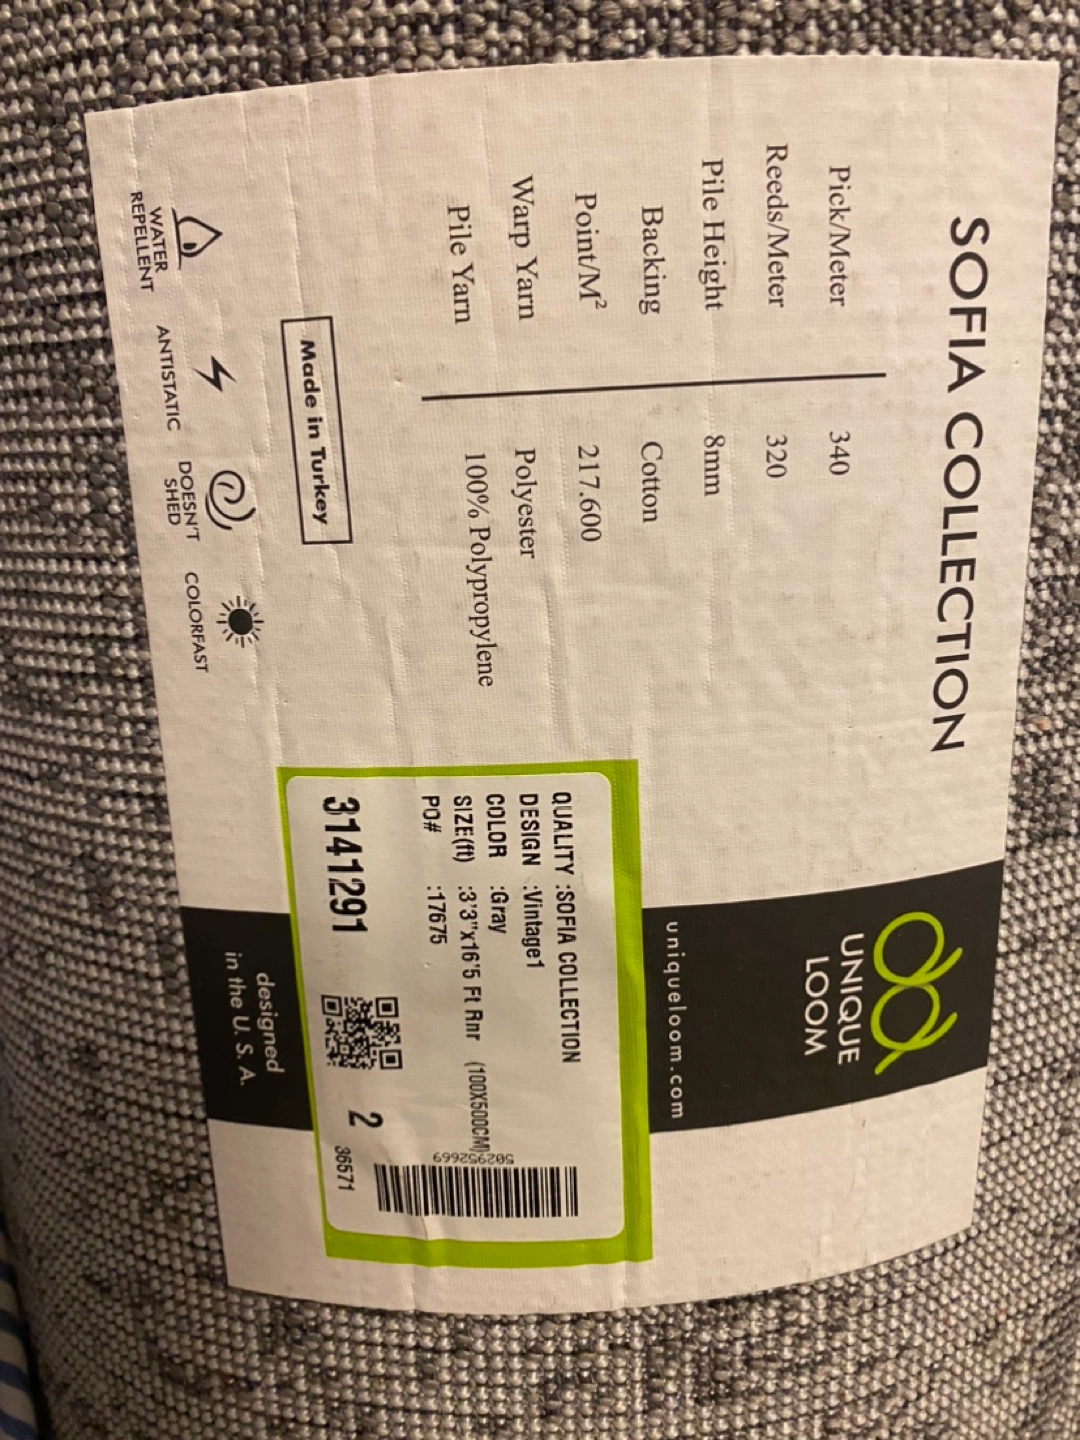 SOFIA COLLECTION
Pick/Meter 340
Reeds/Meter 320
Pile Height 8mm
Backing Cotton
Point/M² 217.600
Warp Yarn Polyester
Pile Yarn 100% Polypropylene
Made in Turkey
WATER
REPELLENT
ANTISTATIC
DOESN'T
SHED
COLORFAST
UNIQUE
LOOM
uniqueloom.com
QUALITY :SOFIA COLLECTION
DESIGN :Vintage1
COLOR :Gray
SIZE(ft) :3'3"x16'5 Ft Rnr (100X500CM)
PO# :17675
3141291
2
36571
502952669
designed
in the U. S. A.